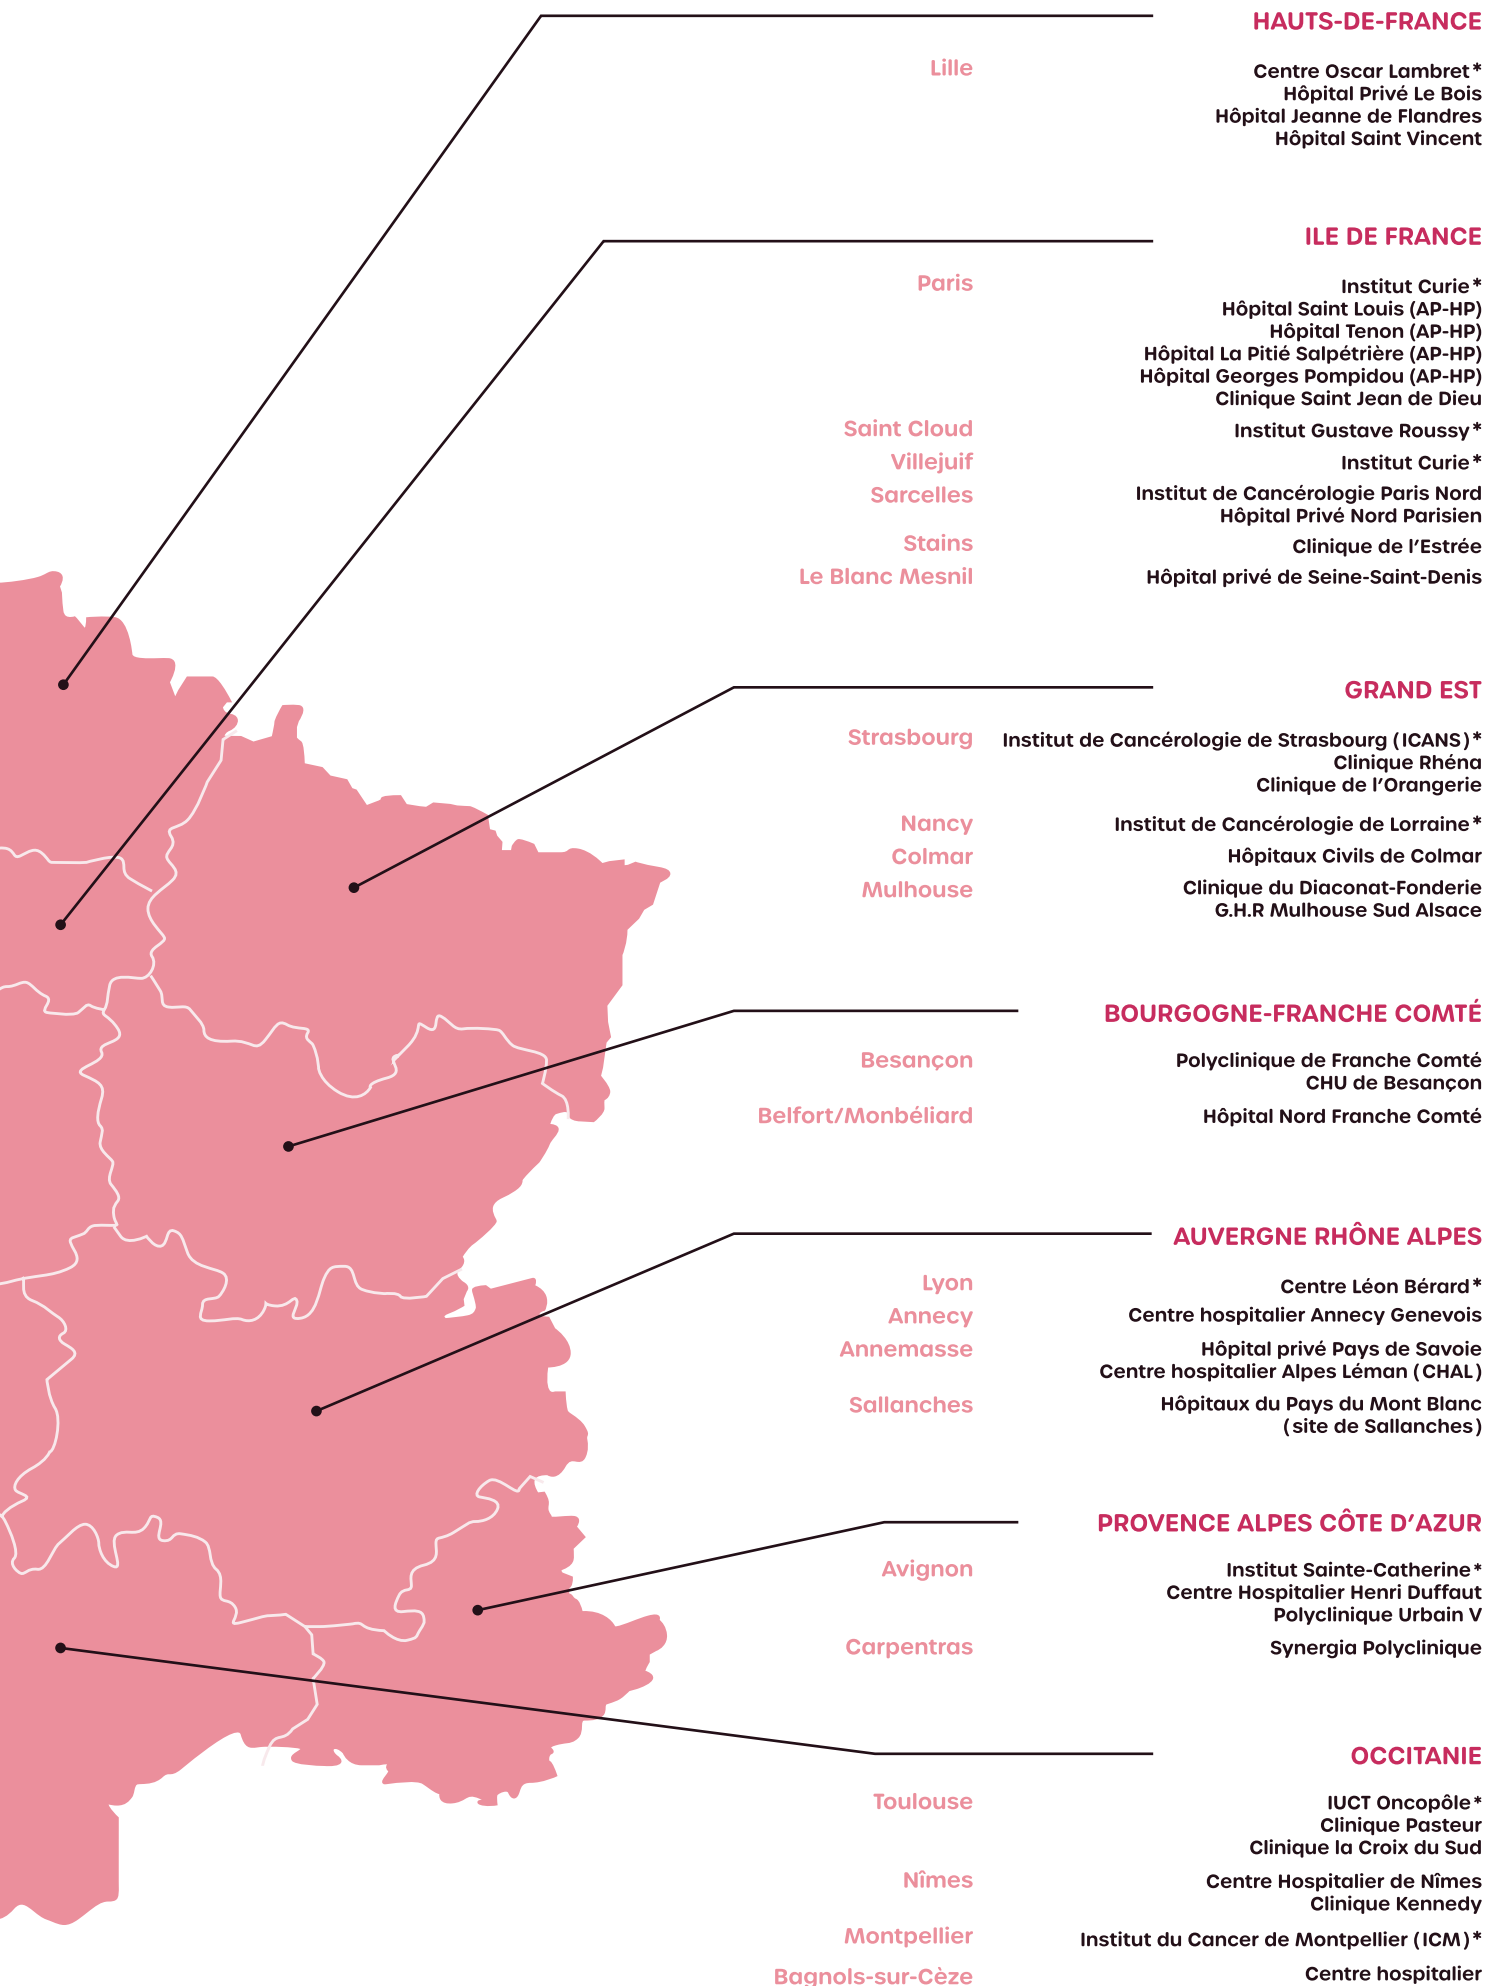 HAUTS-DE-FRANCE
Lille Centre Oscar Lambret*
Hôpital Privé Le Bois
Hôpital Jeanne de Flandres
Hôpital Saint Vincent
ILE DE FRANCE
Paris Institut Curie*
Hôpital Saint Louis (AP-HP)
Hôpital Tenon (AP-HP)
Hôpital La Pitié Salpétrière (AP-HP)
Hôpital Georges Pompidou (AP-HP)
Clinique Saint Jean de Dieu
Saint Cloud Institut Gustave Roussy*
Villejuif Institut Curie*
Sarcelles Institut de Cancérologie Paris Nord
Hôpital Privé Nord Parisien
Stains Clinique de l'Estrée
Le Blanc Mesnil Hôpital privé de Seine-Saint-Denis
GRAND EST
Strasbourg Institut de Cancérologie de Strasbourg (ICANS)*
Clinique Rhéna
Clinique de l'Orangerie
Nancy Institut de Cancérologie de Lorraine*
Colmar Hôpitaux Civils de Colmar
Mulhouse Clinique du Diaconat-Fonderie
G.H.R Mulhouse Sud Alsace
BOURGOGNE-FRANCHE COMTÉ
Besançon Polyclinique de Franche Comté
CHU de Besançon
Belfort/Monbéliard Hôpital Nord Franche Comté
AUVERGNE RHÔNE ALPES
Lyon Centre Léon Bérard*
Annecy Centre hospitalier Annecy Genevois
Annemasse Hôpital privé Pays de Savoie
Centre hospitalier Alpes Léman (CHAL)
Sallanches Hôpitaux du Pays du Mont Blanc
(site de Sallanches)
PROVENCE ALPES CÔTE D'AZUR
Avignon Institut Sainte-Catherine*
Centre Hospitalier Henri Duffaut
Polyclinique Urbain V
Carpentras Synergia Polyclinique
OCCITANIE
Toulouse IUCT Oncopôle*
Clinique Pasteur
Clinique la Croix du Sud
Nîmes Centre Hospitalier de Nîmes
Clinique Kennedy
Montpellier Institut du Cancer de Montpellier (ICM)*
Bagnols-sur-Cèze Centre hospitalier